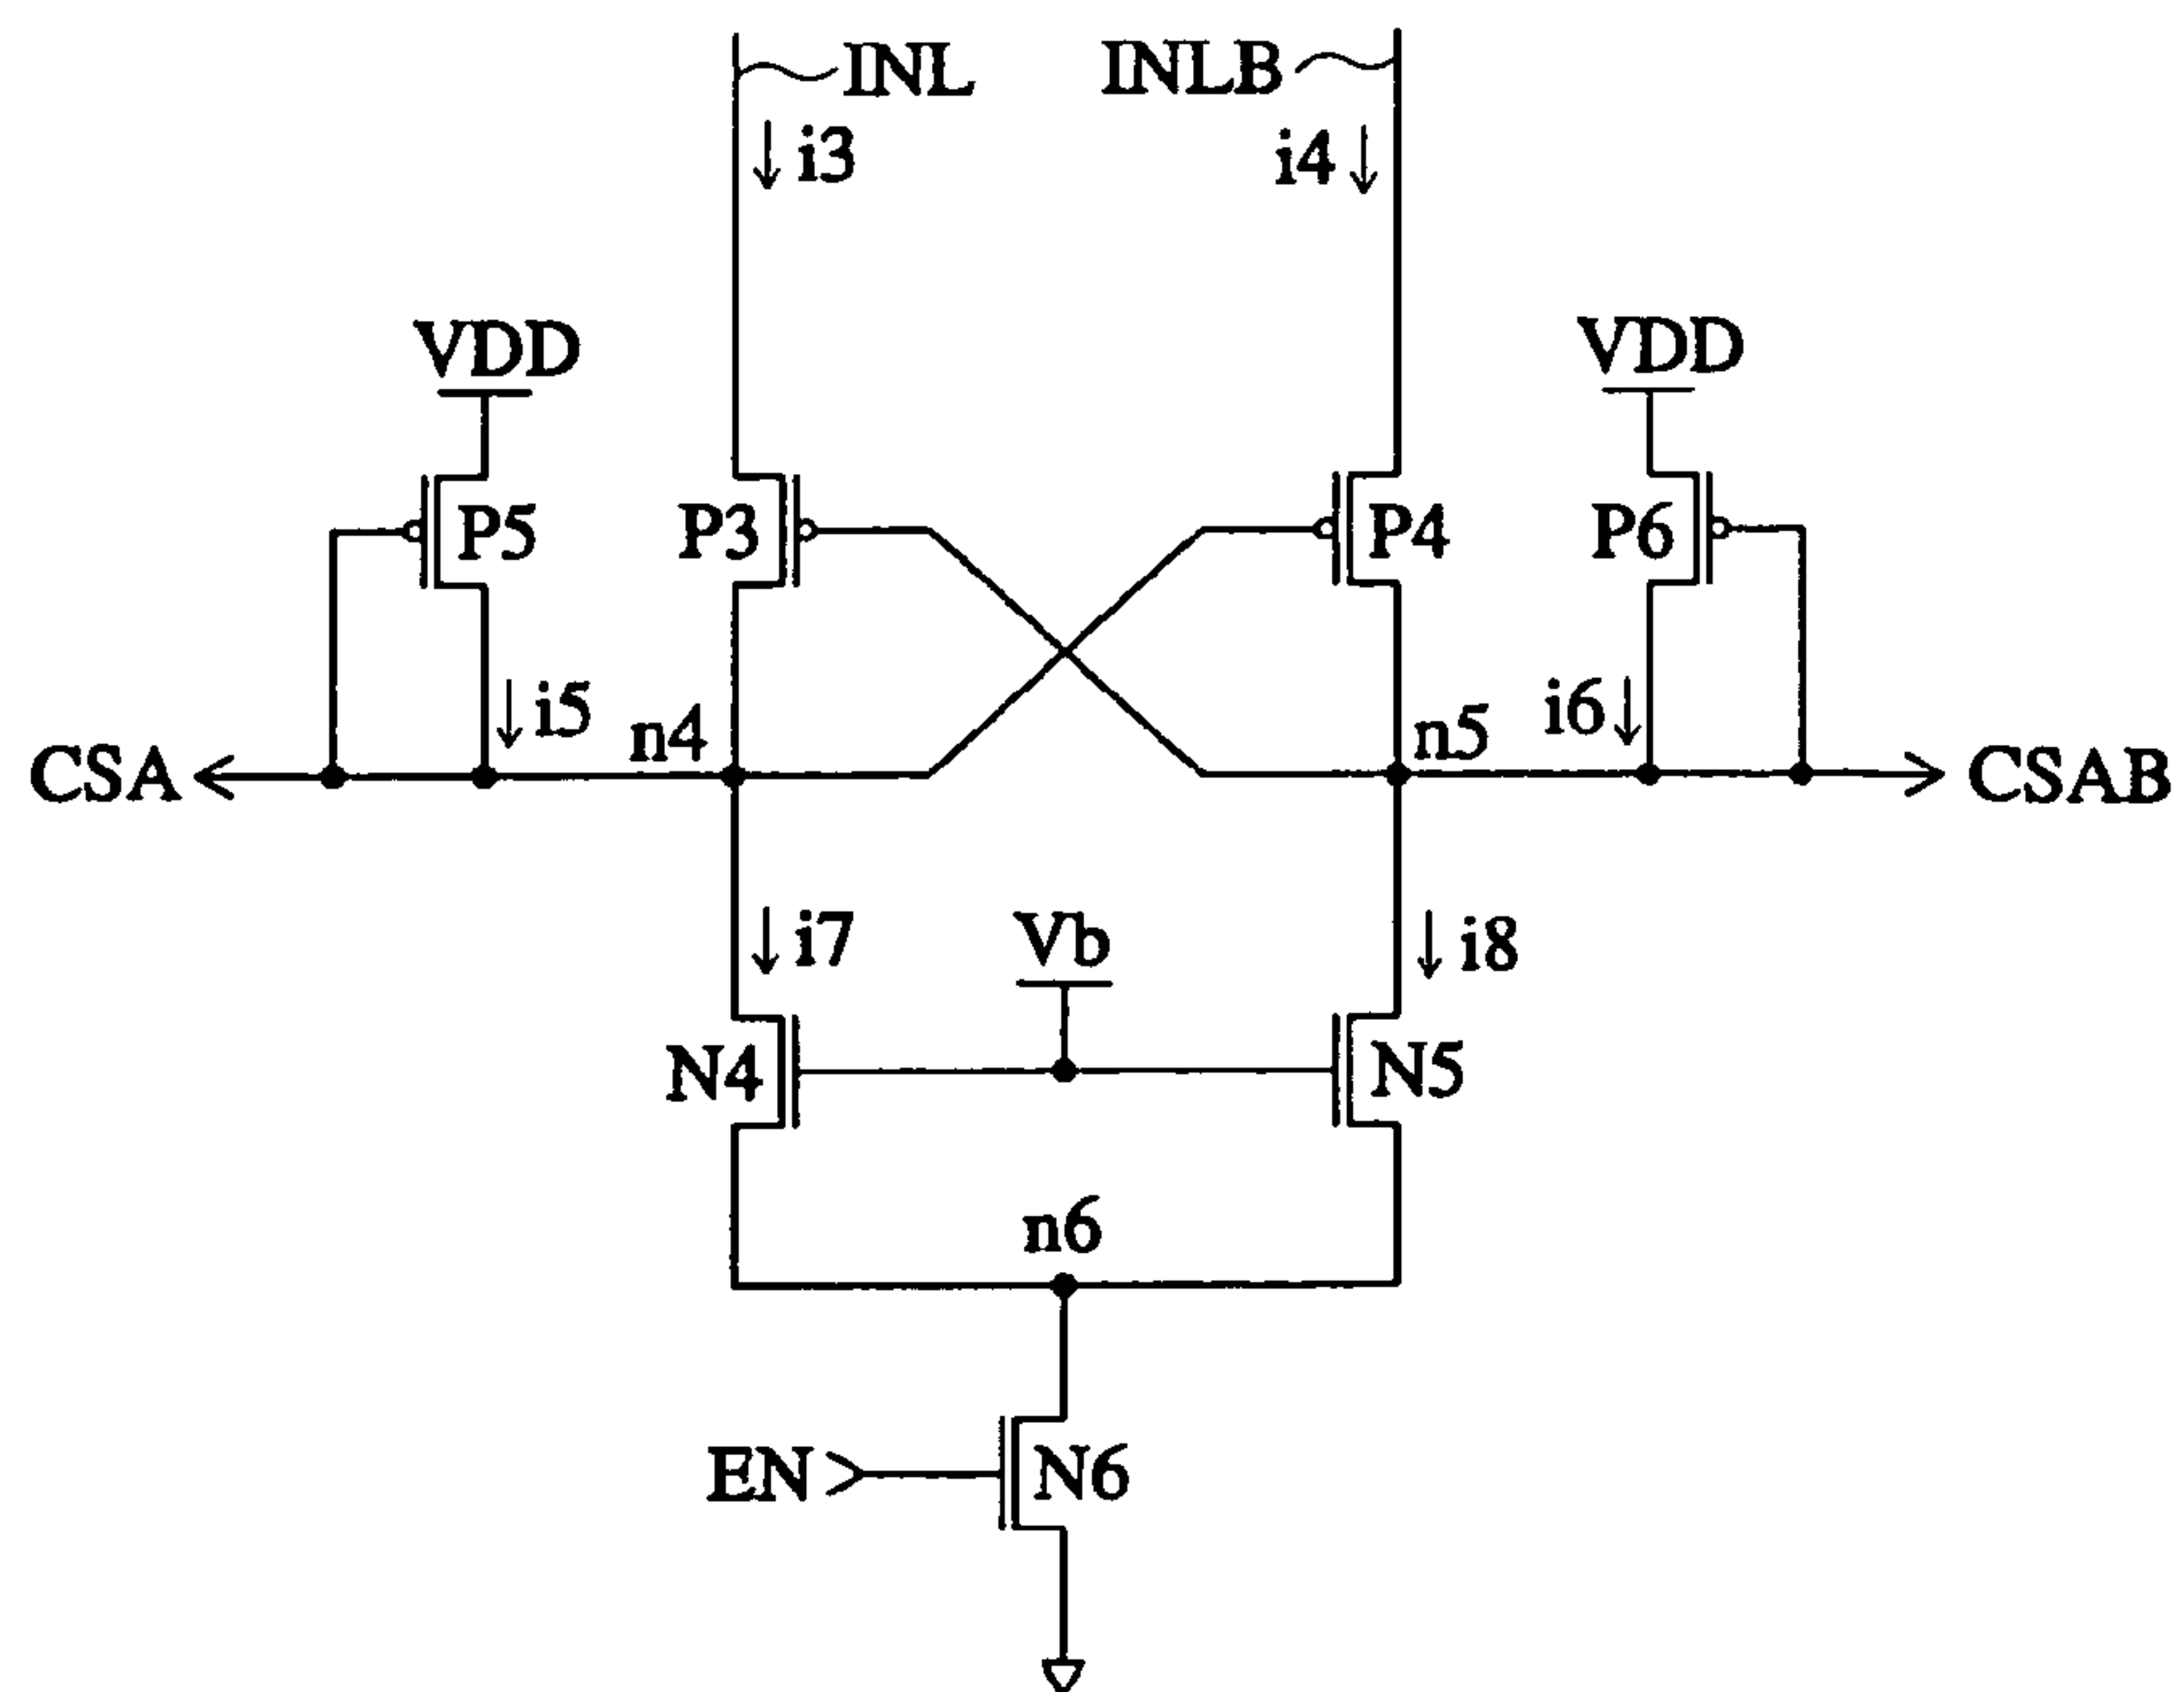 INL INLB
i3 i4
VDD VDD
P5 P3 P4 P6
i5 n4 n5 i6
CSA CSAB
i7 Vb i8
N4 N5
n6
EN N6